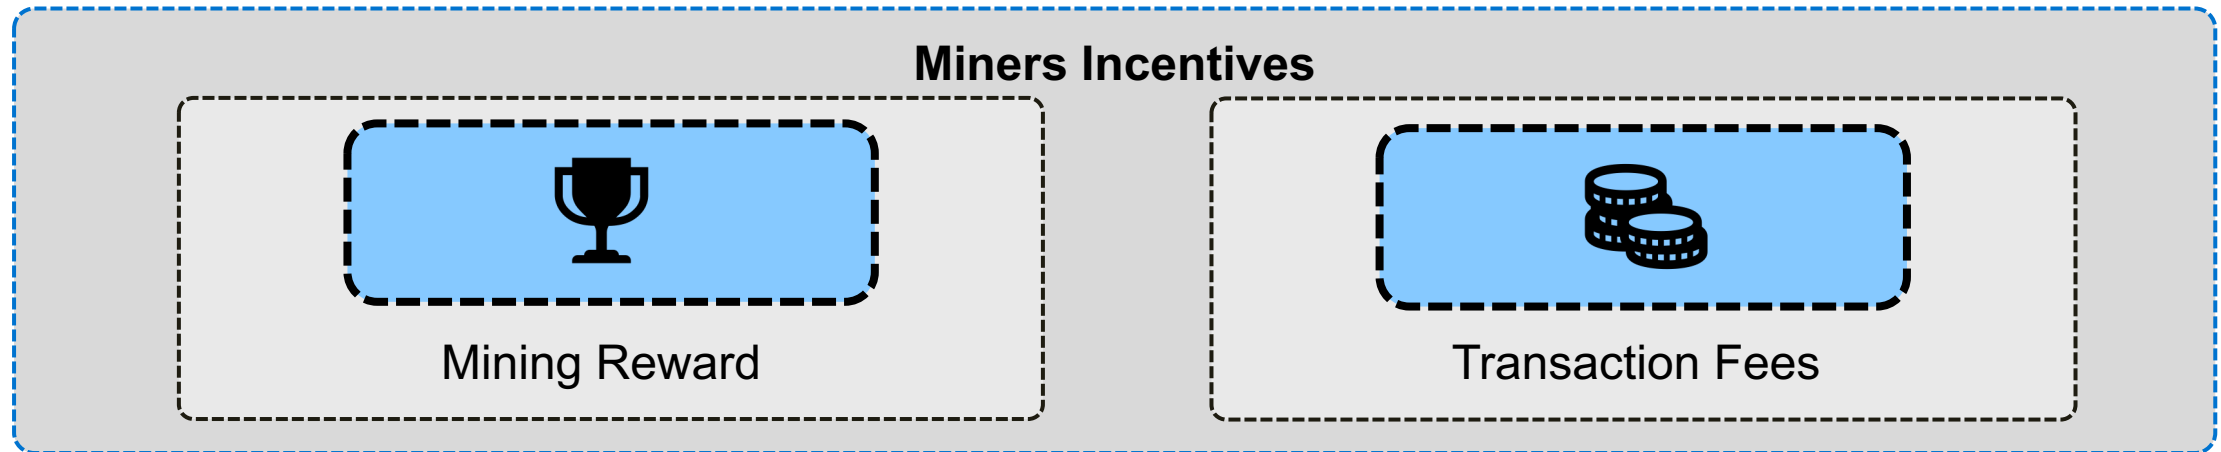 Miners Incentives
Mining Reward
Transaction Fees